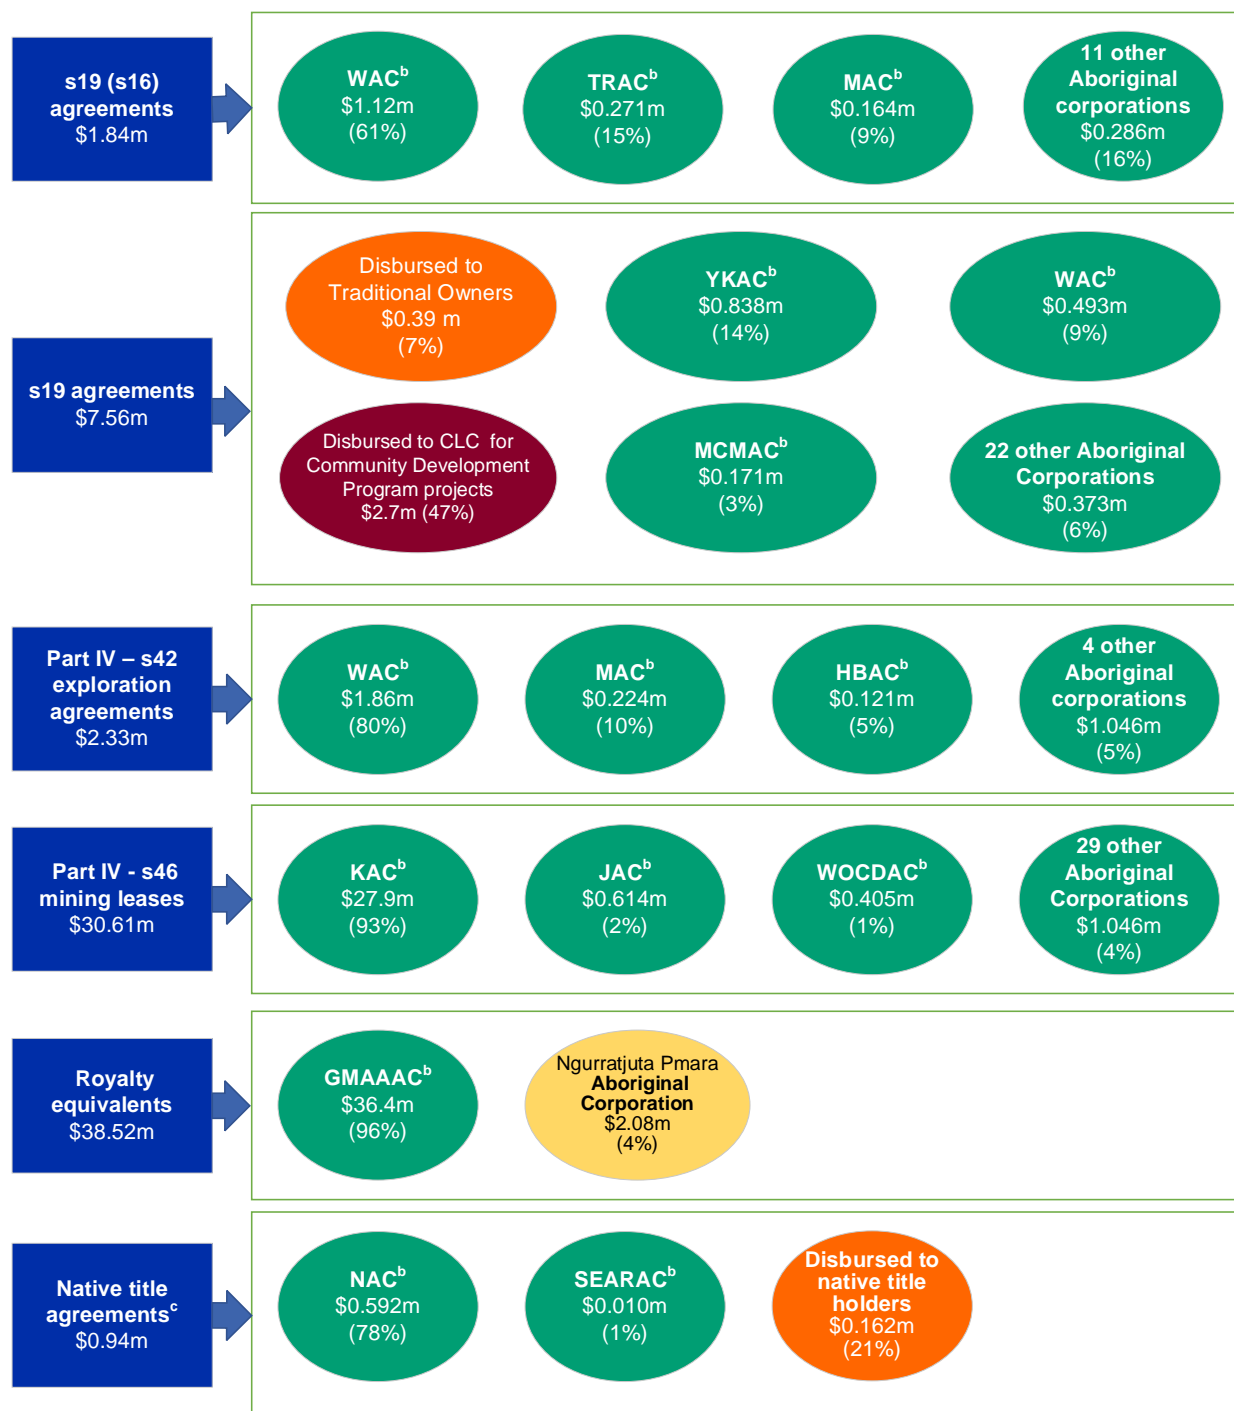 s19 (s16)
agreements
$1.84m
WACᵇ
$1.12m
(61%)
TRACᵇ
$0.271m
(15%)
MACᵇ
$0.164m
(9%)
11 other
Aboriginal
corporations
$0.286m
(16%)
s19 agreements
$7.56m
Disbursed to
Traditional Owners
$0.39 m
(7%)
YKACᵇ
$0.838m
(14%)
WACᵇ
$0.493m
(9%)
Disbursed to CLC for
Community Development
Program projects
$2.7m (47%)
MCMACᵇ
$0.171m
(3%)
22 other Aboriginal
Corporations
$0.373m
(6%)
Part IV – s42
exploration
agreements
$2.33m
WACᵇ
$1.86m
(80%)
MACᵇ
$0.224m
(10%)
HBACᵇ
$0.121m
(5%)
4 other
Aboriginal
corporations
$1.046m
(5%)
Part IV - s46
mining leases
$30.61m
KACᵇ
$27.9m
(93%)
JACᵇ
$0.614m
(2%)
WOCDACᵇ
$0.405m
(1%)
29 other
Aboriginal
Corporations
$1.046m
(4%)
Royalty
equivalents
$38.52m
GMAAACᵇ
$36.4m
(96%)
Ngurratjuta Pmara
Aboriginal
Corporation
$2.08m
(4%)
Native title
agreementsᶜ
$0.94m
NACᵇ
$0.592m
(78%)
SEARACᵇ
$0.010m
(1%)
Disbursed to
native title
holders
$0.162m
(21%)